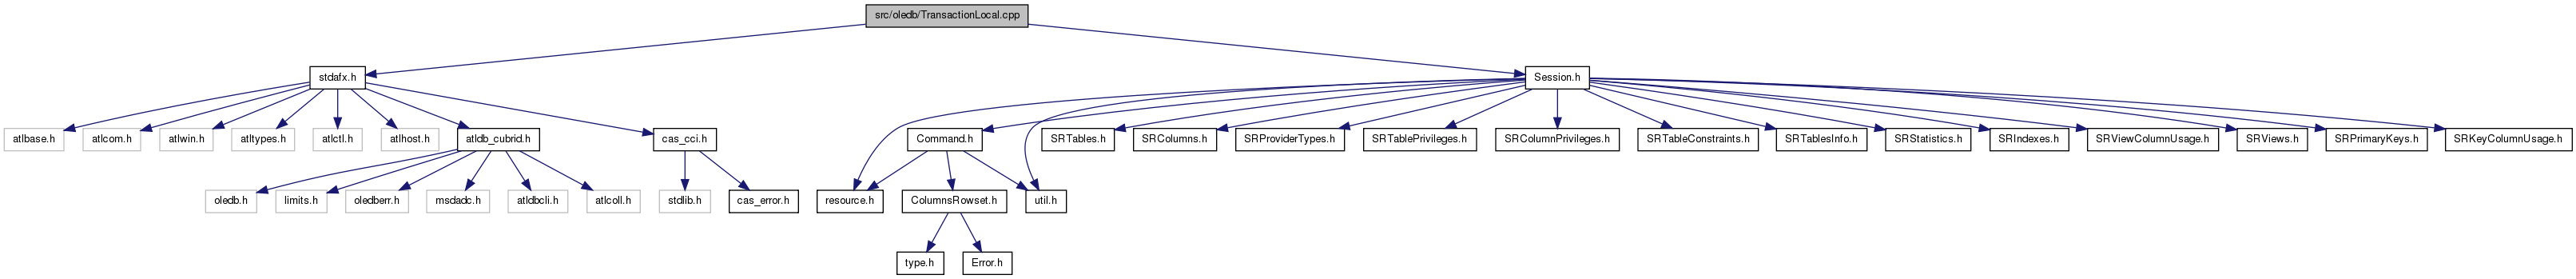 src/oledb/TransactionLocal.cpp
stdafx.h
Session.h
atlbase.h
atlcom.h
atlwin.h
atltypes.h
atlctl.h
atlhost.h
atldb_cubrid.h
cas_cci.h
Command.h
SRTables.h
SRColumns.h
SRProviderTypes.h
SRTablePrivileges.h
SRColumnPrivileges.h
SRTableConstraints.h
SRTablesInfo.h
SRStatistics.h
SRIndexes.h
SRViewColumnUsage.h
SRViews.h
SRPrimaryKeys.h
SRKeyColumnUsage.h
oledb.h
limits.h
oledberr.h
msdadc.h
atldbcli.h
atlcoll.h
stdlib.h
cas_error.h
resource.h
ColumnsRowset.h
util.h
type.h
Error.h